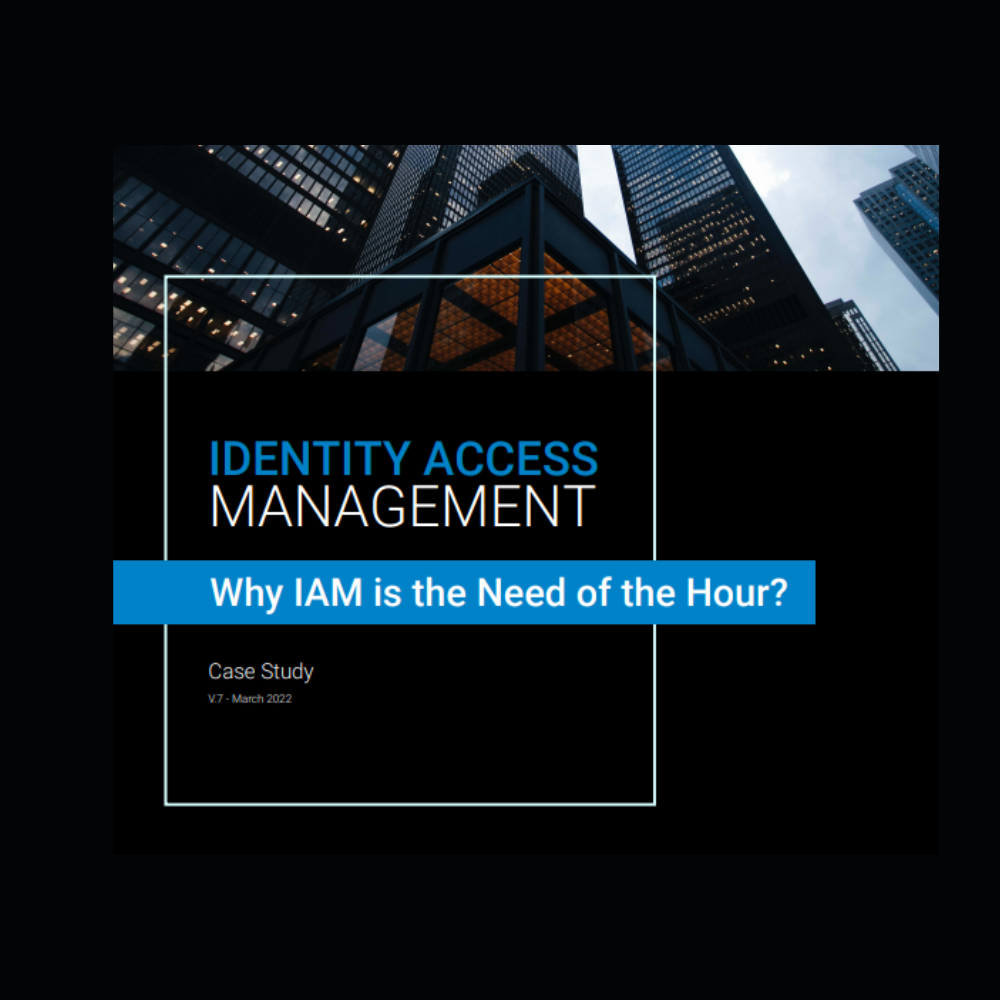 IDENTITY ACCESS
MANAGEMENT
Why IAM is the Need of the Hour?
Case Study
V.7 - March 2022